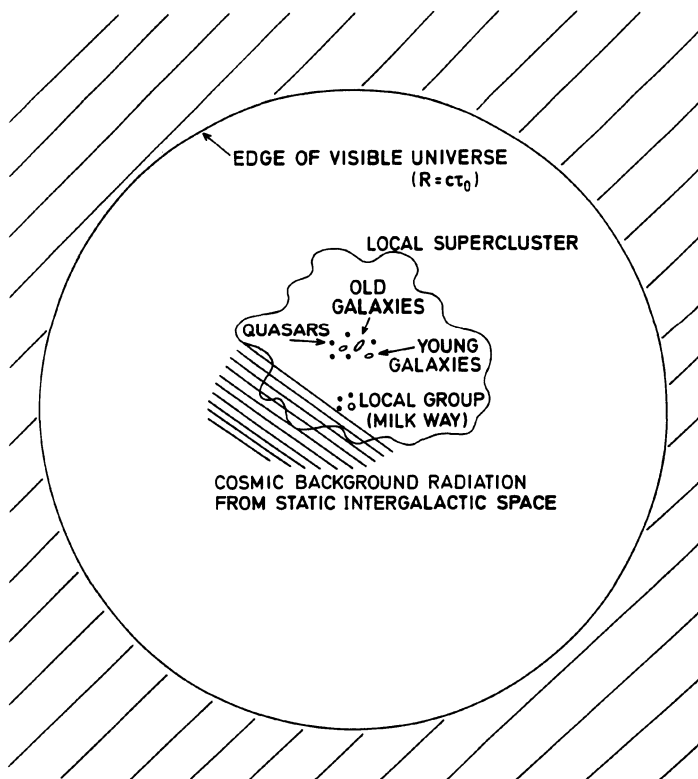 EDGE OF VISIBLE UNIVERSE
(R=cτ₀)
LOCAL SUPERCLUSTER
OLD
GALAXIES
QUASARS
YOUNG
GALAXIES
LOCAL GROUP
(MILK WAY)
COSMIC BACKGROUND RADIATION
FROM STATIC INTERGALACTIC SPACE